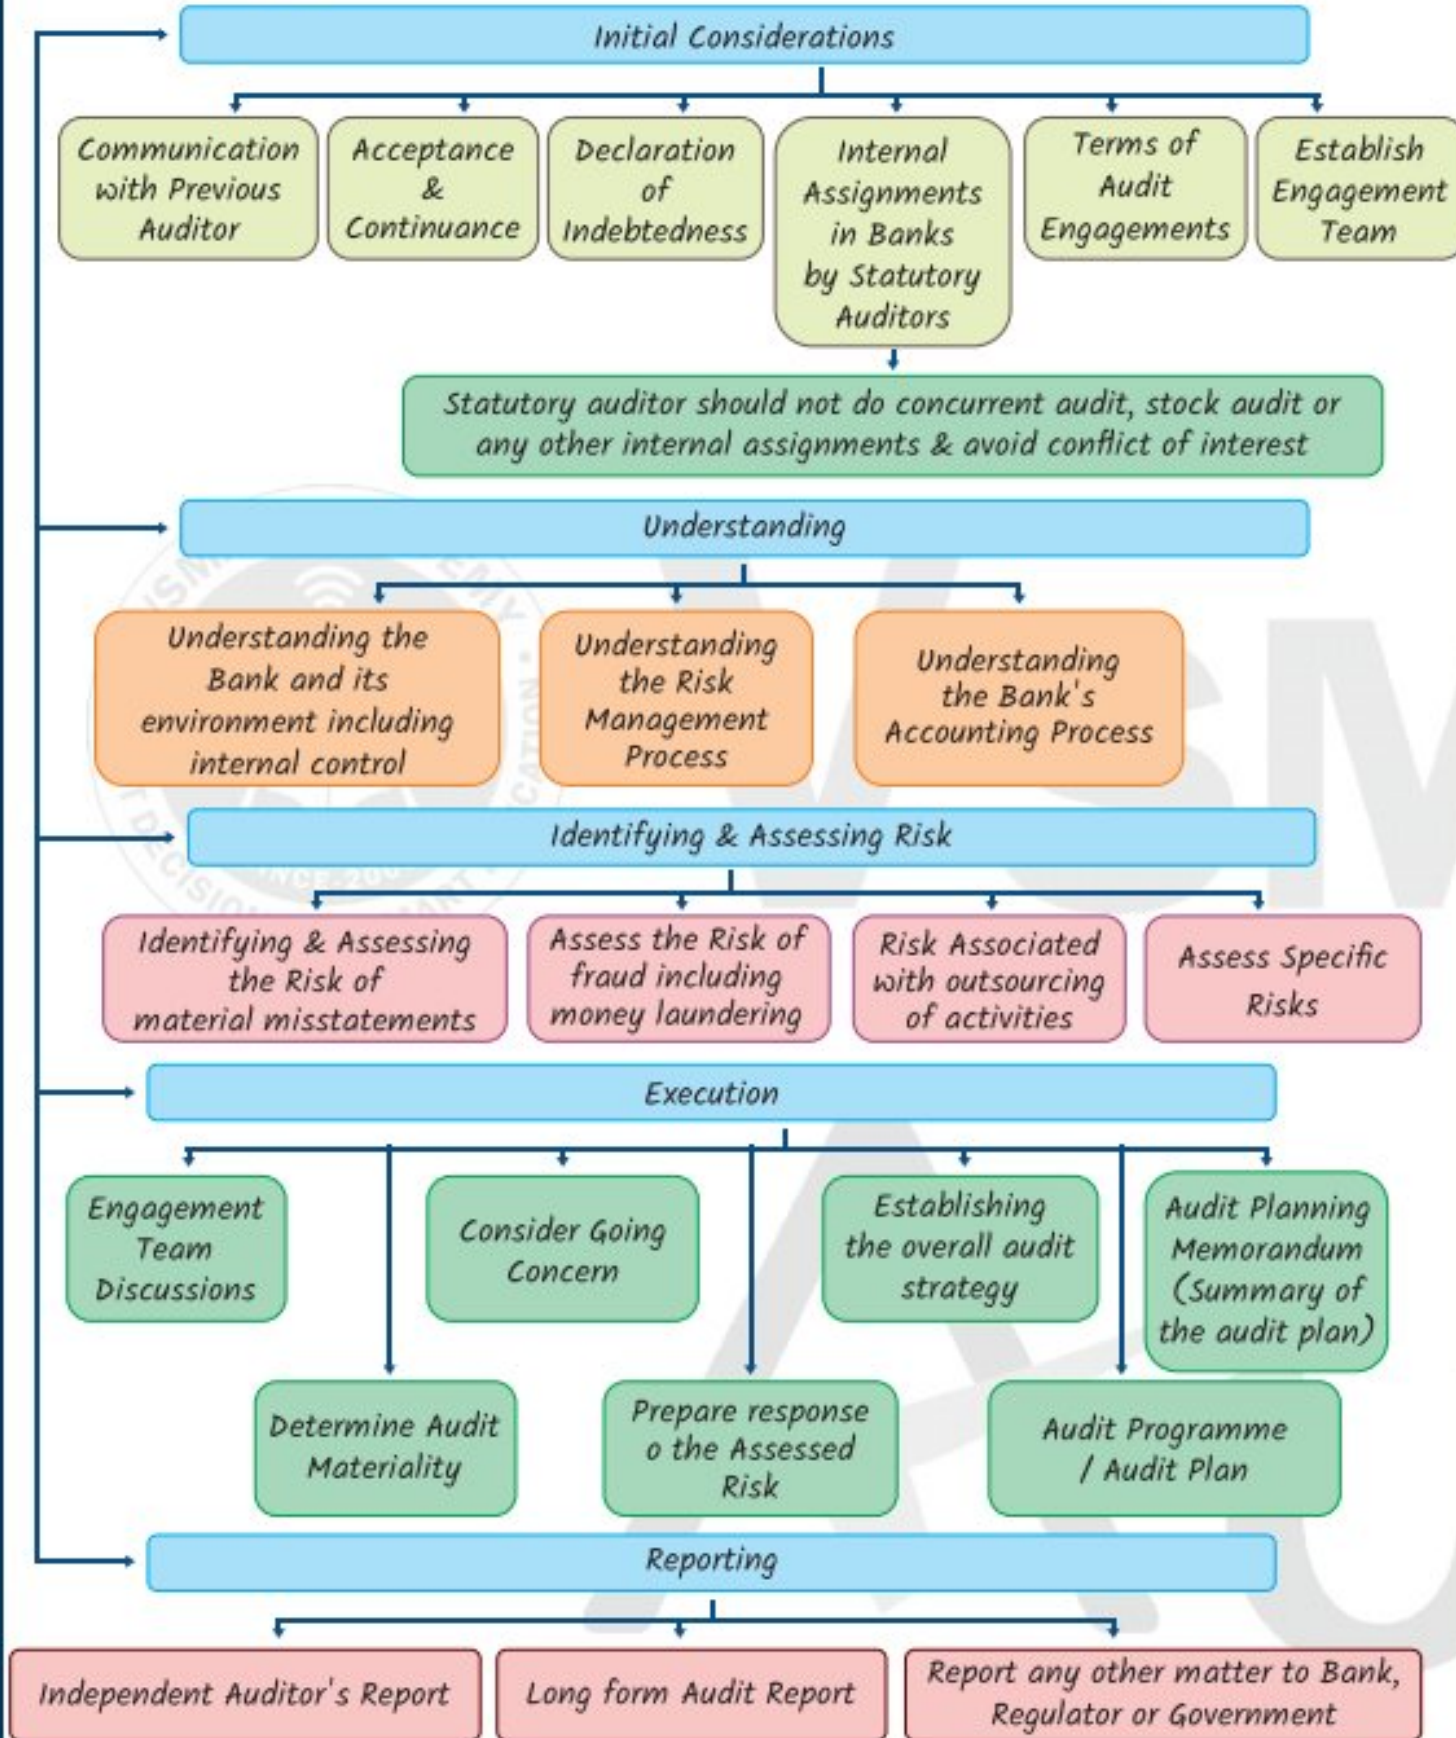 Initial Considerations
Communication
with Previous
Auditor
Acceptance
&
Continuance
Declaration
of
Indebtedness
Internal
Assignments
in Banks
by Statutory
Auditors
Terms of
Audit
Engagements
Establish
Engagement
Team
Statutory auditor should not do concurrent audit, stock audit or
any other internal assignments & avoid conflict of interest
Understanding
Understanding the
Bank and its
environment including
internal control
Understanding
the Risk
Management
Process
Understanding
the Bank's
Accounting Process
Identifying & Assessing Risk
Identifying & Assessing
the Risk of
material misstatements
Assess the Risk of
fraud including
money laundering
Risk Associated
with outsourcing
of activities
Assess Specific
Risks
Execution
Engagement
Team
Discussions
Consider Going
Concern
Establishing
the overall audit
strategy
Audit Planning
Memorandum
(Summary of
the audit plan)
Determine Audit
Materiality
Prepare response
o the Assessed
Risk
Audit Programme
/ Audit Plan
Reporting
Independent Auditor's Report
Long form Audit Report
Report any other matter to Bank,
Regulator or Government